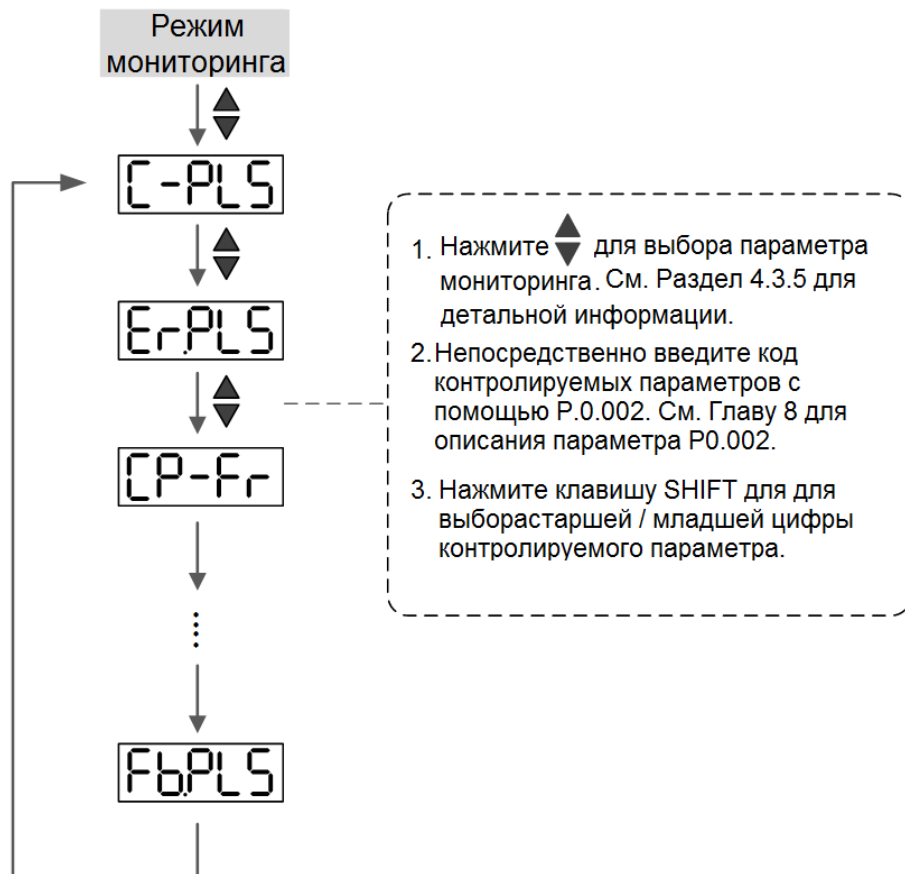 Режим
мониторинга
C-PLS
Er.PLS
CP-Fr
⋮
Fb.PLS
1. Нажмите ▲▼ для выбора параметра
мониторинга. См. Раздел 4.3.5 для
детальной информации.
2. Непосредственно введите код
контролируемых параметров с
помощью P.0.002. См. Главу 8 для
описания параметра P0.002.
3. Нажмите клавишу SHIFT для для
выборастаршей / младшей цифры
контролируемого параметра.